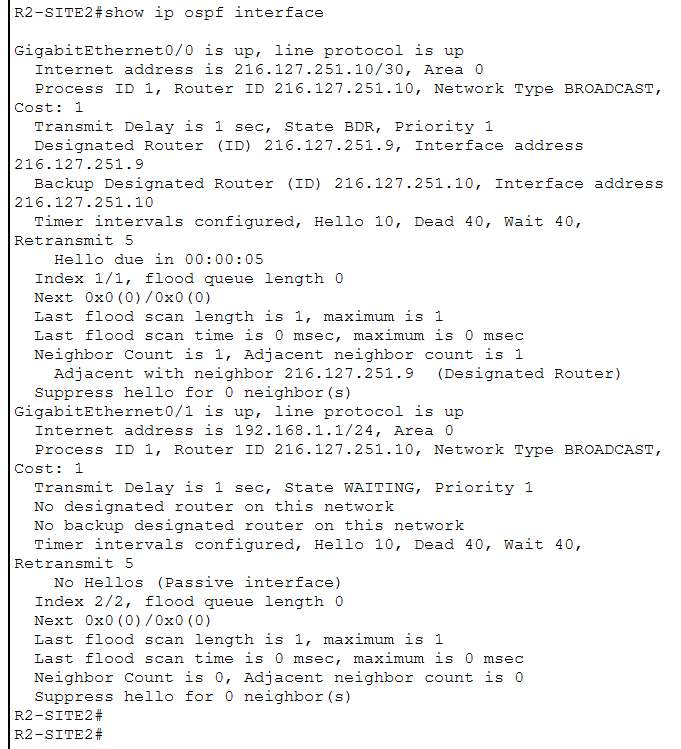 R2-SITE2#show ip ospf interface
GigabitEthernet0/0 is up, line protocol is up
Internet address is 216.127.251.10/30, Area 0
Process ID 1, Router ID 216.127.251.10, Network Type BROADCAST,
Cost: 1
Transmit Delay is 1 sec, State BDR, Priority 1
Designated Router (ID) 216.127.251.9, Interface address
216.127.251.9
Backup Designated Router (ID) 216.127.251.10, Interface address
216.127.251.10
Timer intervals configured, Hello 10, Dead 40, Wait 40,
Retransmit 5
Hello due in 00:00:05
Index 1/1, flood queue length 0
Next 0x0(0)/0x0(0)
Last flood scan length is 1, maximum is 1
Last flood scan time is 0 msec, maximum is 0 msec
Neighbor Count is 1, Adjacent neighbor count is 1
Adjacent with neighbor 216.127.251.9  (Designated Router)
Suppress hello for 0 neighbor(s)
GigabitEthernet0/1 is up, line protocol is up
Internet address is 192.168.1.1/24, Area 0
Process ID 1, Router ID 216.127.251.10, Network Type BROADCAST,
Cost: 1
Transmit Delay is 1 sec, State WAITING, Priority 1
No designated router on this network
No backup designated router on this network
Timer intervals configured, Hello 10, Dead 40, Wait 40,
Retransmit 5
No Hellos (Passive interface)
Index 2/2, flood queue length 0
Next 0x0(0)/0x0(0)
Last flood scan length is 1, maximum is 1
Last flood scan time is 0 msec, maximum is 0 msec
Neighbor Count is 0, Adjacent neighbor count is 0
Suppress hello for 0 neighbor(s)
R2-SITE2#
R2-SITE2#